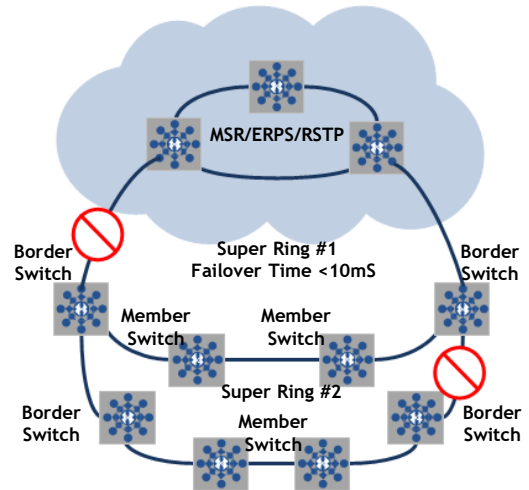 MSR/ERPS/RSTP
Super Ring #1
Failover Time <10mS
Border
Switch
Border
Switch
Member
Switch
Member
Switch
Super Ring #2
Border
Switch
Member
Switch
Border
Switch